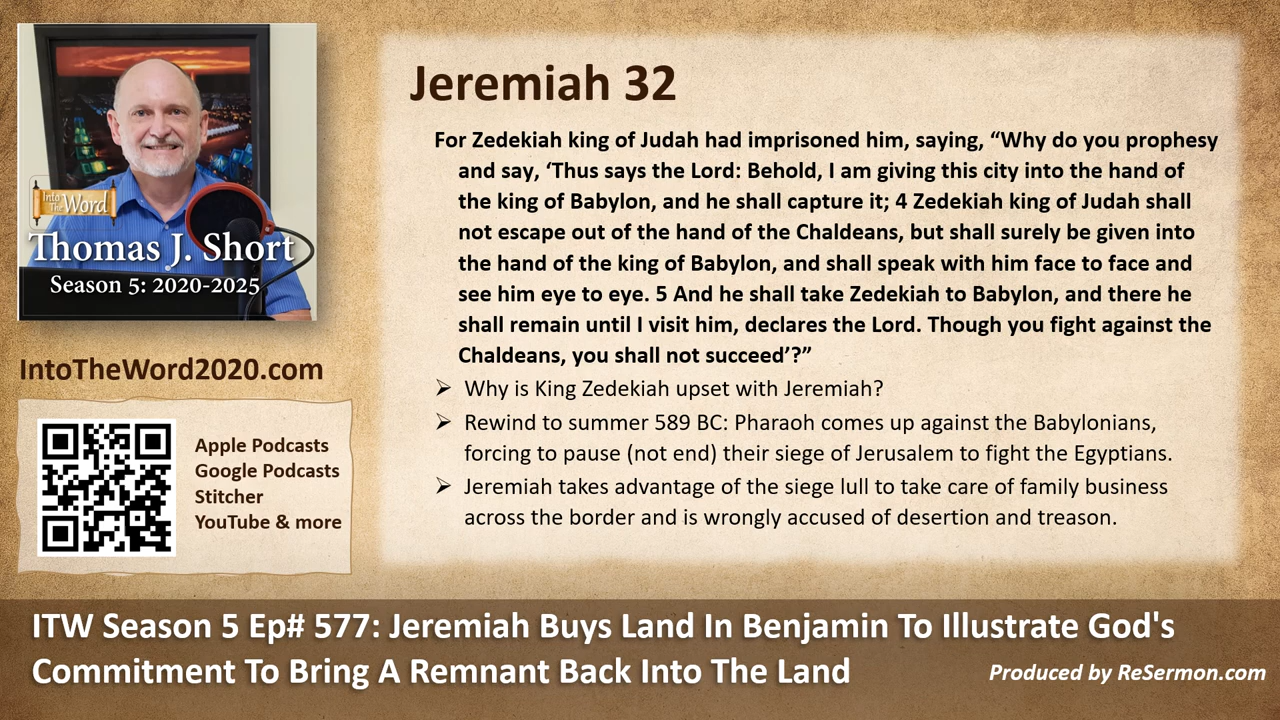 Into
The Word
Thomas J. Short
Season 5: 2020-2025
IntoTheWord2020.com
Apple Podcasts
Google Podcasts
Stitcher
YouTube & more
Jeremiah 32
For Zedekiah king of Judah had imprisoned him, saying, “Why do you prophesy
and say, ‘Thus says the Lord: Behold, I am giving this city into the hand of
the king of Babylon, and he shall capture it; 4 Zedekiah king of Judah shall
not escape out of the hand of the Chaldeans, but shall surely be given into
the hand of the king of Babylon, and shall speak with him face to face and
see him eye to eye. 5 And he shall take Zedekiah to Babylon, and there he
shall remain until I visit him, declares the Lord. Though you fight against the
Chaldeans, you shall not succeed’?”
➢ Why is King Zedekiah upset with Jeremiah?
➢ Rewind to summer 589 BC: Pharaoh comes up against the Babylonians,
forcing to pause (not end) their siege of Jerusalem to fight the Egyptians.
➢ Jeremiah takes advantage of the siege lull to take care of family business
across the border and is wrongly accused of desertion and treason.
ITW Season 5 Ep# 577: Jeremiah Buys Land In Benjamin To Illustrate God's
Commitment To Bring A Remnant Back Into The Land
Produced by ReSermon.com